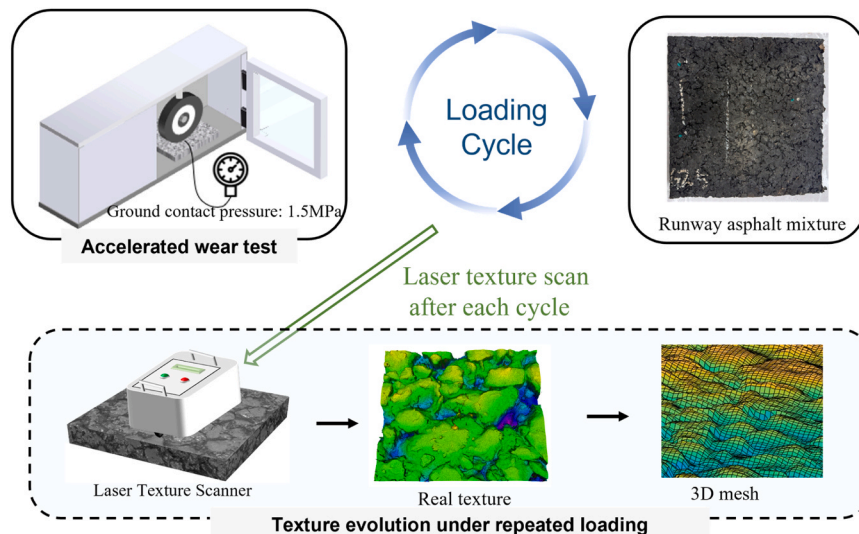 Loading
Cycle
Ground contact pressure: 1.5MPa
Accelerated wear test
25
Runway asphalt mixture
Laser texture scan
after each cycle
Laser Texture Scanner
Real texture
3D mesh
Texture evolution under repeated loading